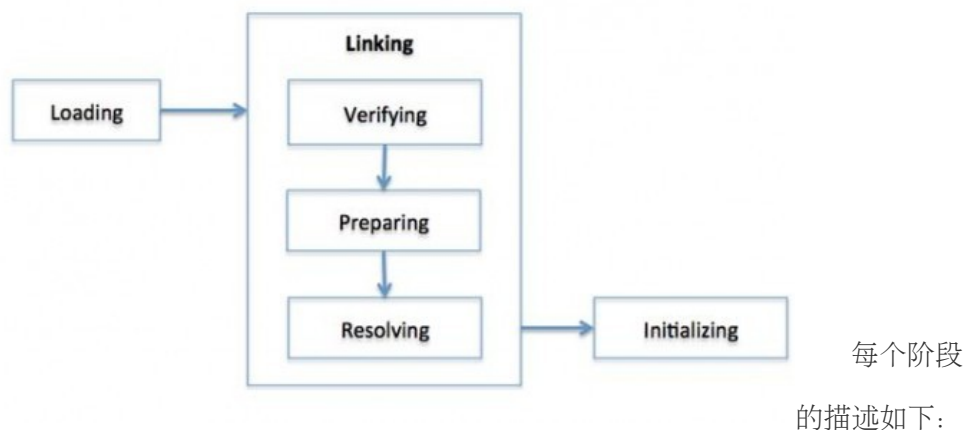 Linking
Loading
Verifying
Preparing
Resolving
Initializing
每个阶段
的描述如下：